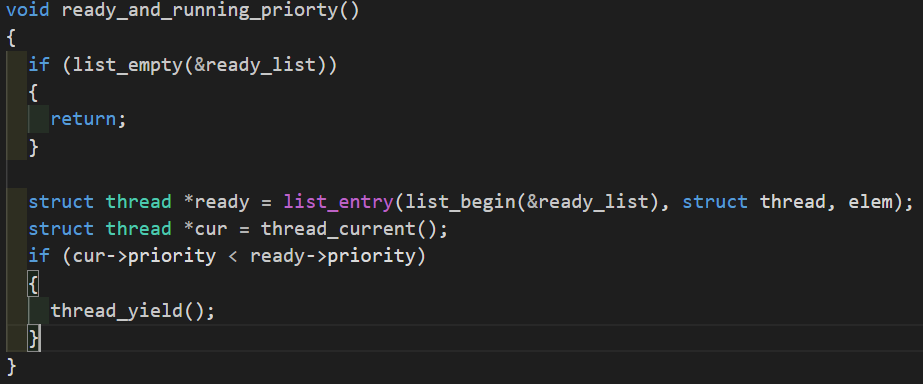 void ready_and_running_priorty()
{
  if (list_empty(&ready_list))
  {
    return;
  }

  struct thread *ready = list_entry(list_begin(&ready_list), struct thread, elem);
  struct thread *cur = thread_current();
  if (cur->priority < ready->priority)
  {
    thread_yield();
  }
}